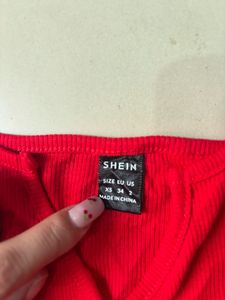 SHEIN
SIZE EU US
XS 34 2
MADE IN CHINA